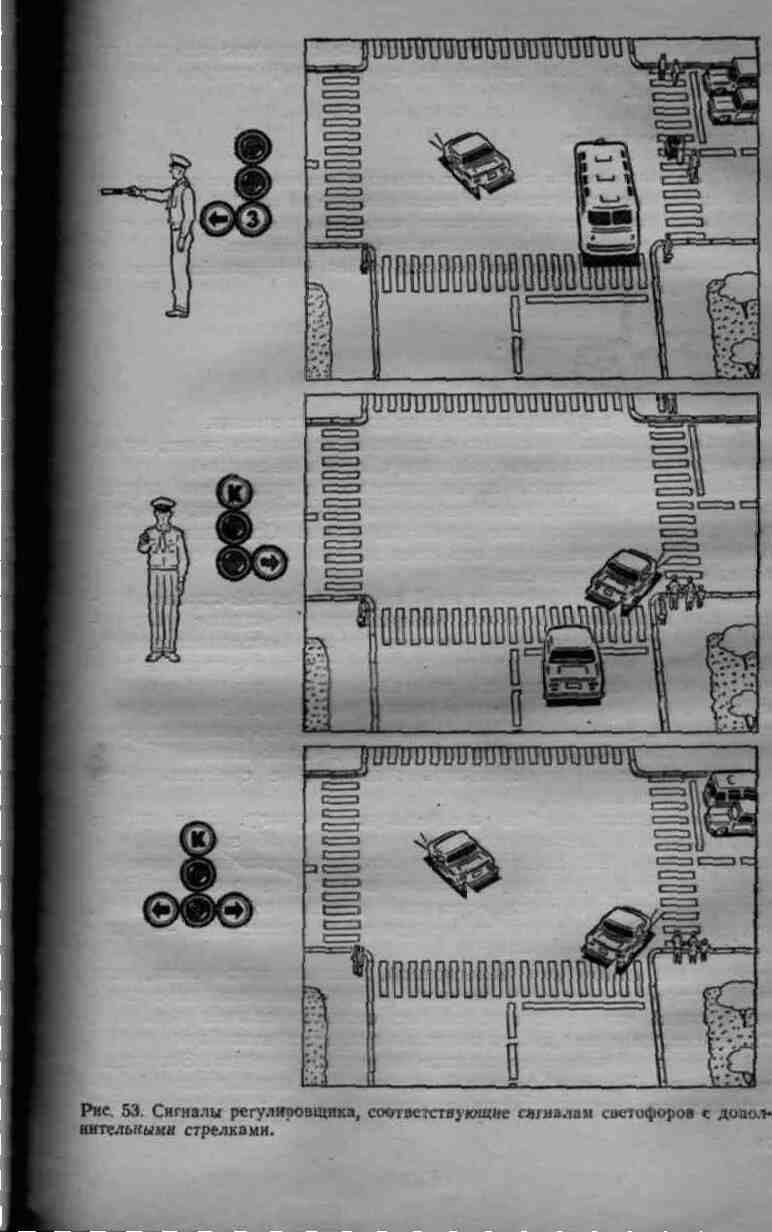 З
К
К
Рис. 53. Сигналы регулировщика, соответствующие сигналам светофоров с допол-
нительными стрелками.